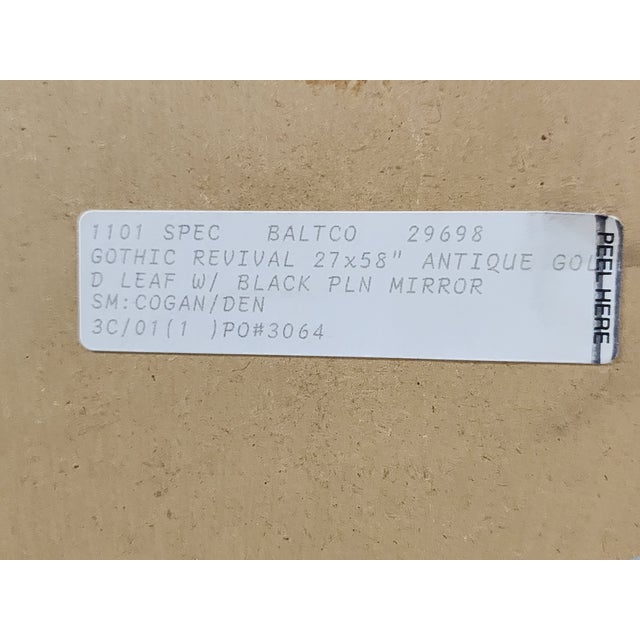 1101 SPEC BALTCO 29698
GOTHIC REVIVAL 27x58" ANTIQUE GOL
D LEAF W/ BLACK PLN MIRROR
SM:COGAN/DEN
3C/01(1 )PO#3064
PEEL HERE